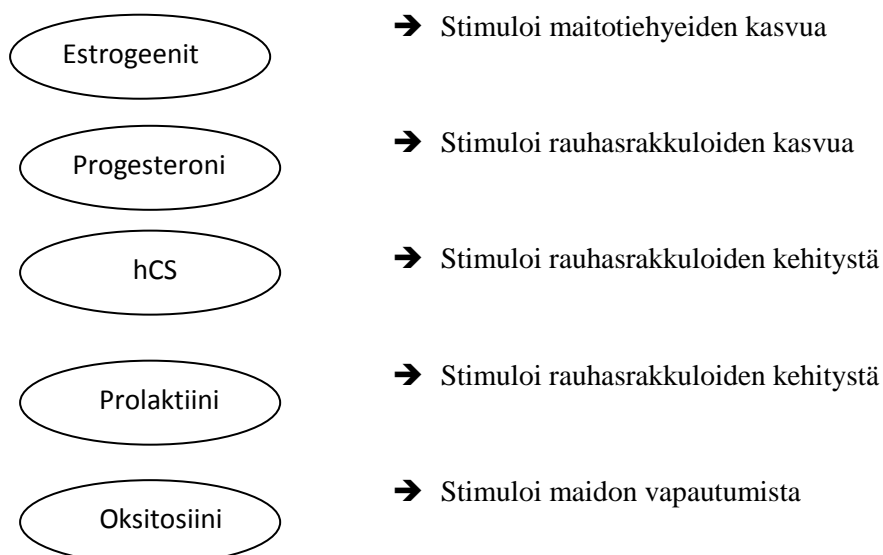 Estrogeenit ➔ Stimuloi maitotiehyeiden kasvua
Progesteroni ➔ Stimuloi rauhasrakkuloiden kasvua
hCS ➔ Stimuloi rauhasrakkuloiden kehitystä
Prolaktiini ➔ Stimuloi rauhasrakkuloiden kehitystä
Oksitosiini ➔ Stimuloi maidon vapautumista